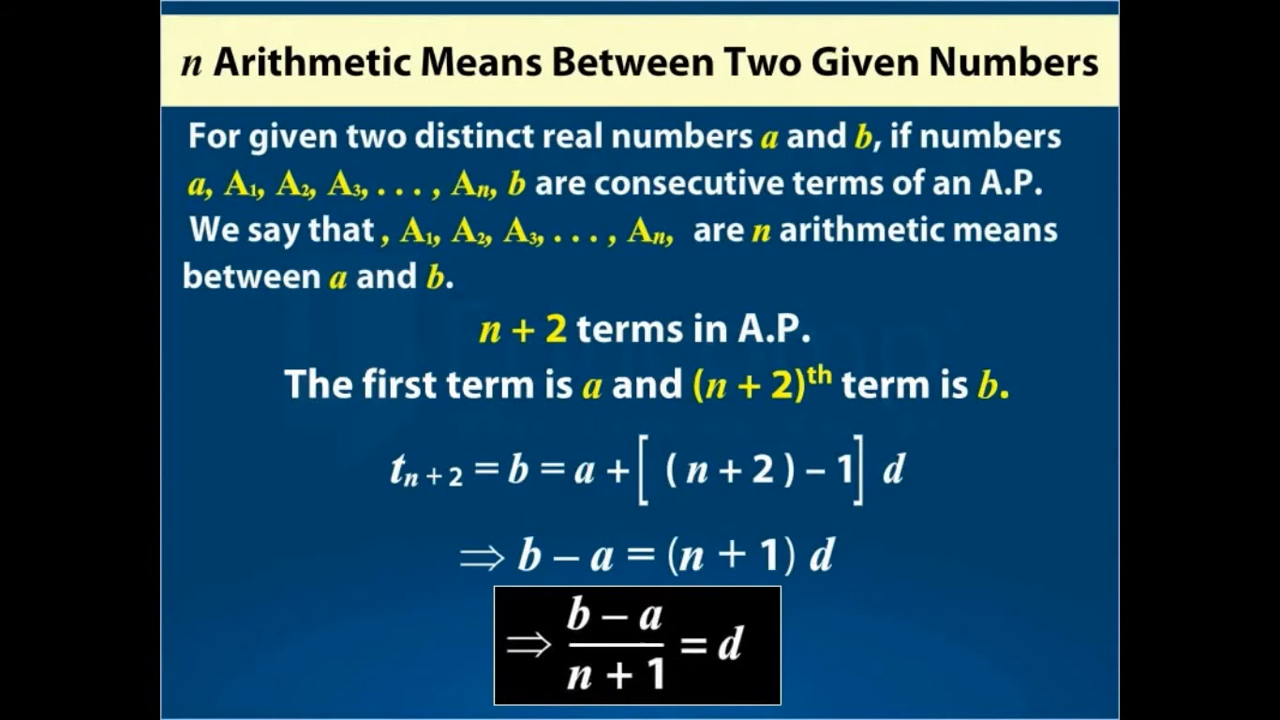 n Arithmetic Means Between Two Given Numbers
For given two distinct real numbers a and b, if numbers
a, A₁, A₂, A₃, . . . , Aₙ, b are consecutive terms of an A.P.
We say that , A₁, A₂, A₃, . . . , Aₙ, are n arithmetic means
between a and b.
n + 2 terms in A.P.
The first term is a and (n + 2)ᵗʰ term is b.
tₙ₊₂ = b = a + [ ( n + 2 ) – 1 ] d
⇒ b – a = (n + 1) d
⇒ b – a / n + 1 = d